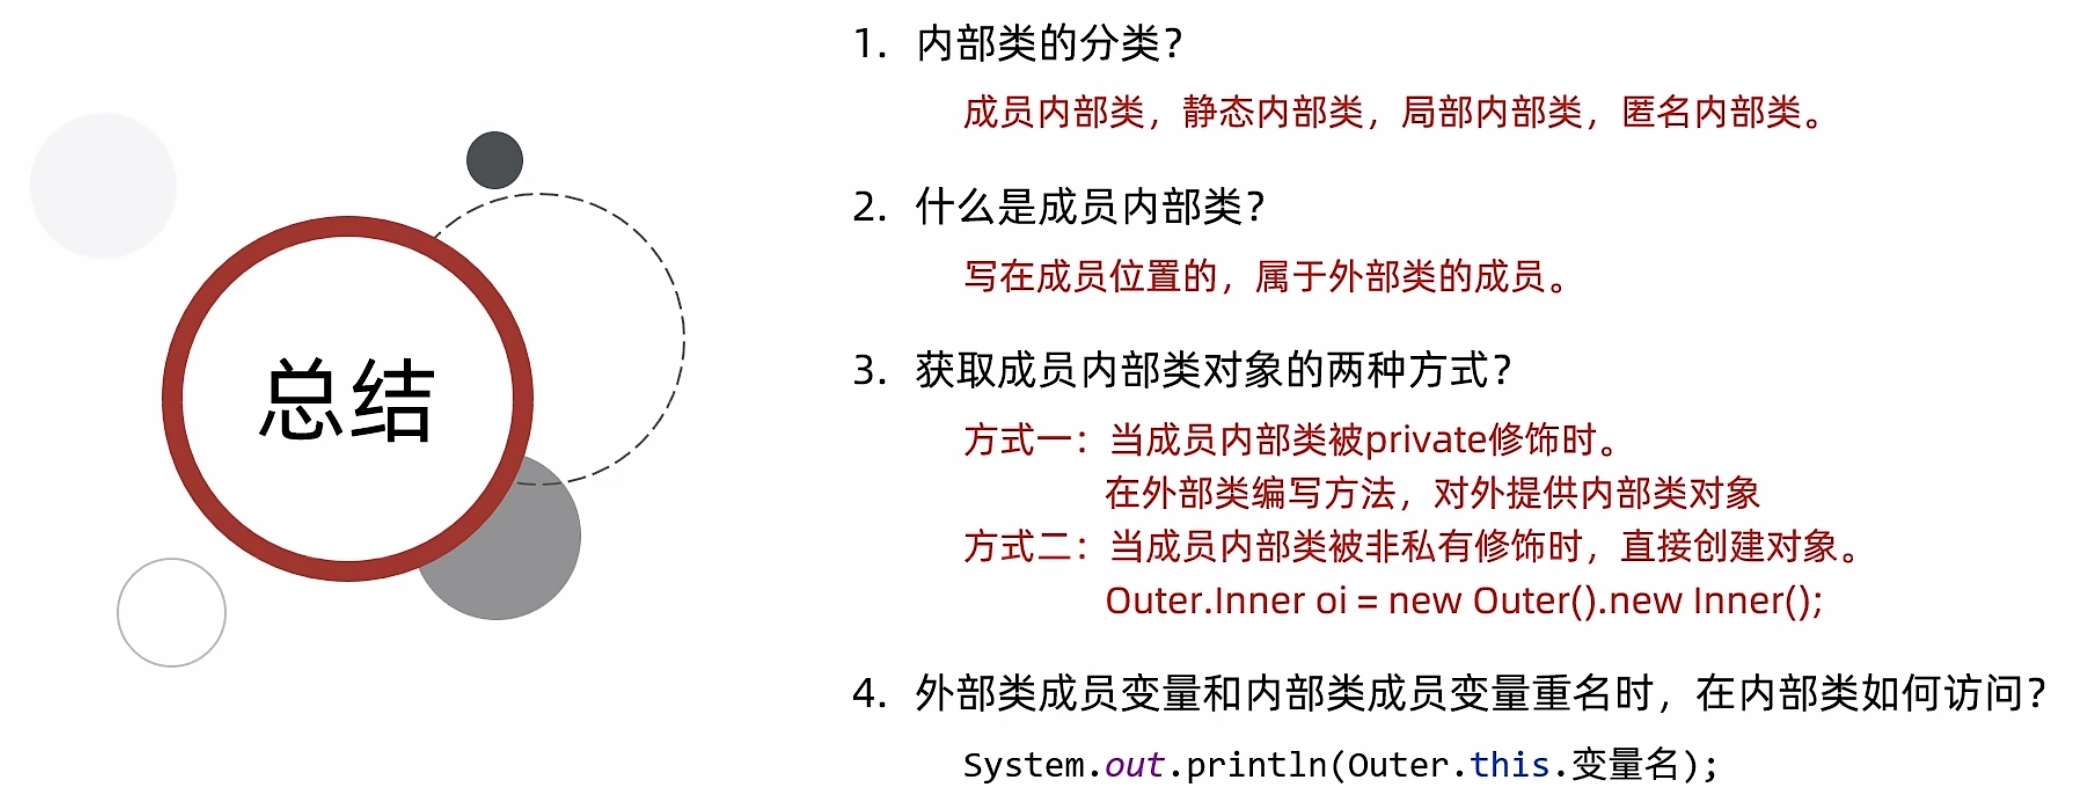 总结
1. 内部类的分类？
成员内部类，静态内部类，局部内部类，匿名内部类。
2. 什么是成员内部类？
写在成员位置的，属于外部类的成员。
3. 获取成员内部类对象的两种方式？
方式一：当成员内部类被private修饰时。
在外部类编写方法，对外提供内部类对象
方式二：当成员内部类被非私有修饰时，直接创建对象。
Outer.Inner oi = new Outer().new Inner();
4. 外部类成员变量和内部类成员变量重名时，在内部类如何访问？
System.out.println(Outer.this.变量名);